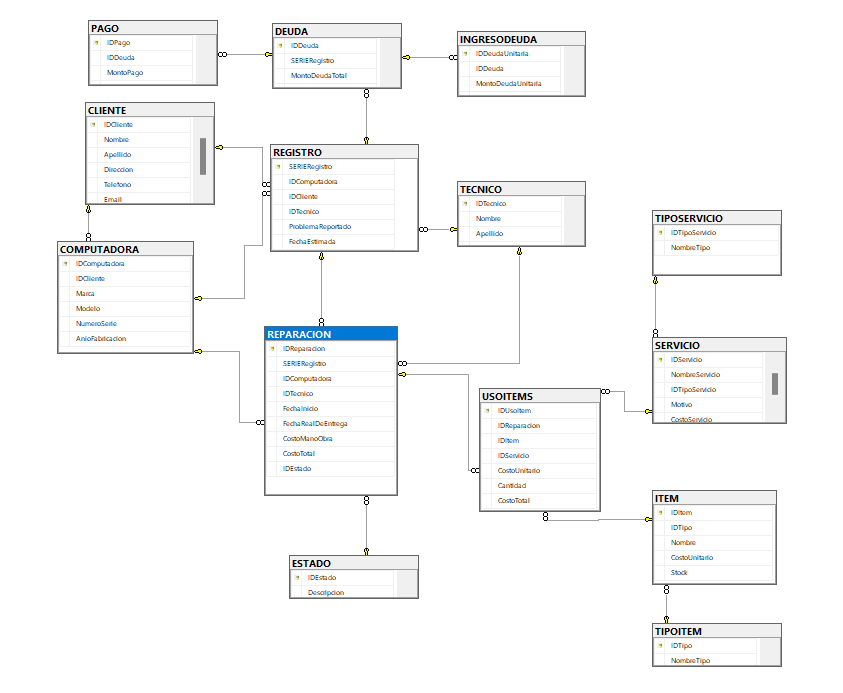 PAGO
IDPago
IDDeuda
MontoPago
DEUDA
IDDeuda
SERIERegistro
MontoDeudaTotal
INGRESODEUDA
IDDeudaUnitaria
IDDeuda
MontoDeudaUnitaria
CLIENTE
IDCliente
Nombre
Apellido
Direccion
Telefono
Email
REGISTRO
SERIERegistro
IDComputadora
IDCliente
IDTecnico
ProblemaReportado
FechaEstimada
TECNICO
IDTecnico
Nombre
Apellido
TIPOSERVICIO
IDTipoServicio
NombreTipo
COMPUTADORA
IDComputadora
IDCliente
Marca
Modelo
NumeroSerie
AnioFabricacion
REPARACION
IDReparacion
SERIERegistro
IDComputadora
IDTecnico
FechaInicio
FechaRealDeEntrega
CostoManoObra
CostoTotal
IDEstado
SERVICIO
IDServicio
NombreServicio
IDTipoServicio
Motivo
CostoServicio
USOITEMS
IDUsoItem
IDReparacion
IDItem
IDServicio
CostoUnitario
Cantidad
CostoTotal
ITEM
IDItem
IDTipo
Nombre
CostoUnitario
Stock
ESTADO
IDEstado
Descripcion
TIPOITEM
IDTipo
NombreTipo